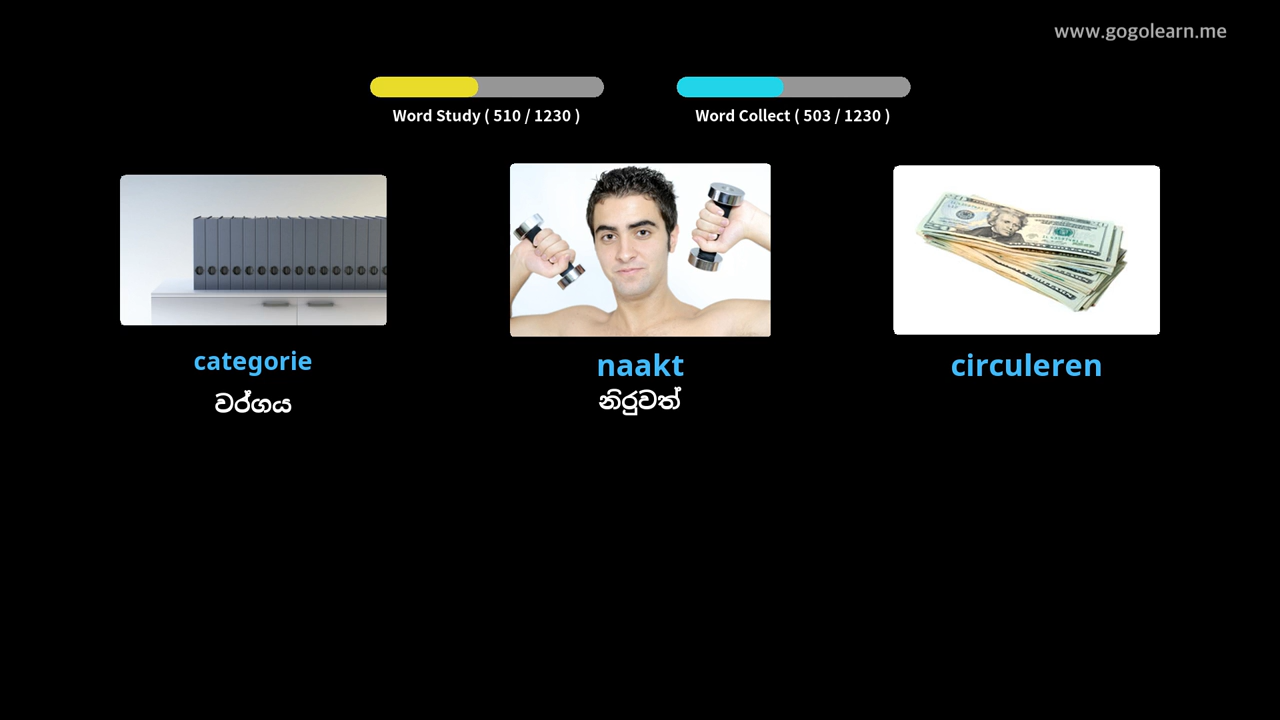 www.gogolearn.me
Word Study ( 510 / 1230 )
Word Collect ( 503 / 1230 )
categorie
වර්ගය
naakt
නිරුවත්
circuleren